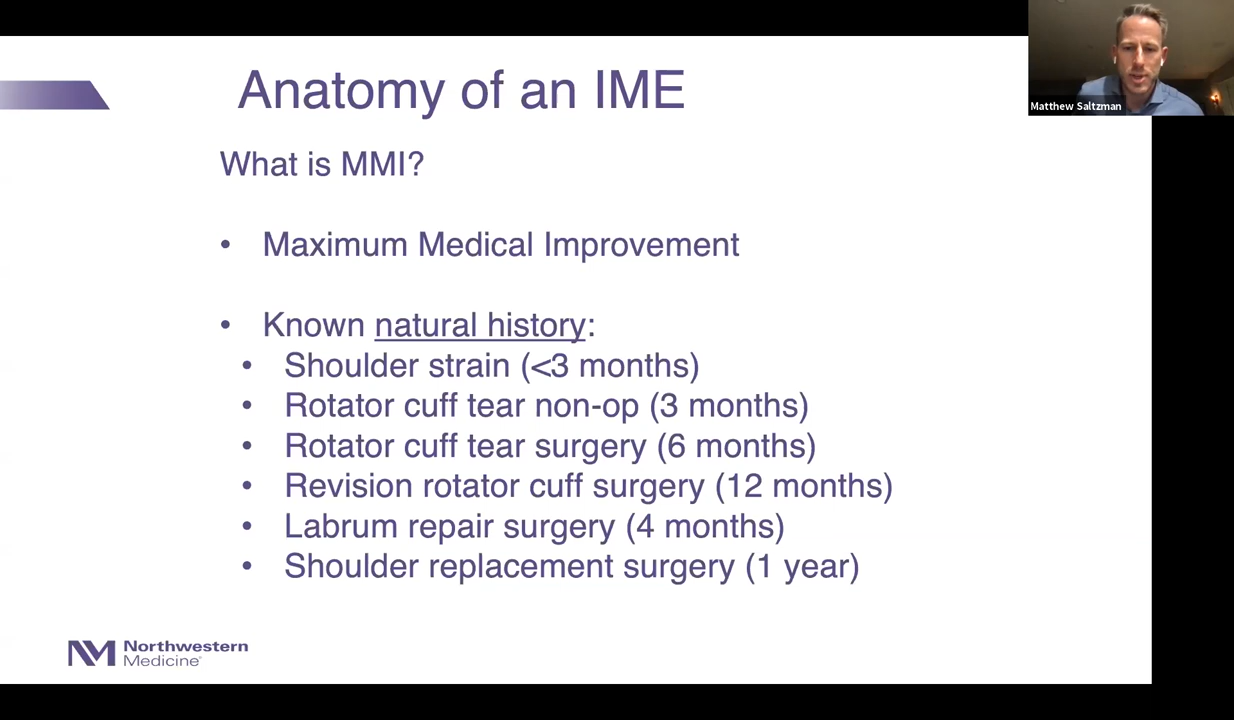 Anatomy of an IME
Matthew Saltzman
What is MMI?
• Maximum Medical Improvement
• Known natural history:
• Shoulder strain (<3 months)
• Rotator cuff tear non-op (3 months)
• Rotator cuff tear surgery (6 months)
• Revision rotator cuff surgery (12 months)
• Labrum repair surgery (4 months)
• Shoulder replacement surgery (1 year)
NM Northwestern
Medicine®